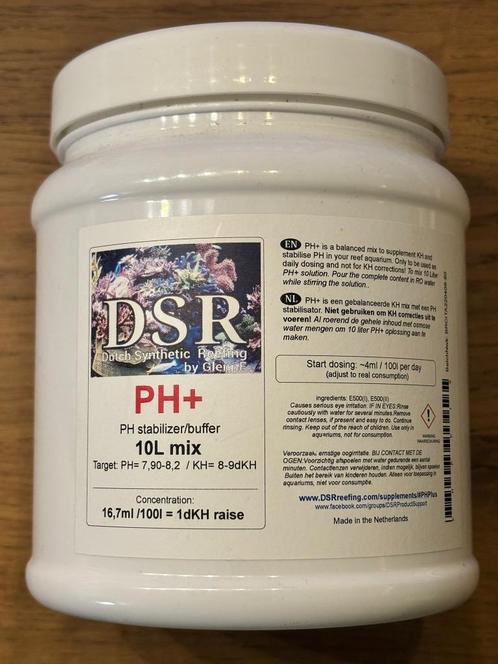 DSR
Dutch Synthetic Reefing
by Glenn F.
PH+
PH stabilizer/buffer
10L mix
Target: PH= 7,90-8,2 / KH= 8-9dKH
Concentration:
16,7ml /100l = 1dKH raise
EN PH+ is a balanced mix to supplement KH and
stabilise PH in your reef aquarium. Only to be used as
daily dosing and not for KH corrections! To mix 10 Liter
PH+ solution. Pour the complete content in RO water
while stirring the solution..
NL PH+ is een gebalanceerde KH mix met een PH
stabilisator. Niet gebruiken om KH correcties uit te
voeren! Al roerend de gehele inhoud met osmose
water mengen om 10 liter PH+ oplossing aan te
maken.
Start dosing: ~4ml / 100l per day
(adjust to real consumption)
ingredients: E500(I), E500(II)
Causes serious eye irritation. IF IN EYES:Rinse
cautiously with water for several minutes.Remove
contact lenses, if present and easy to do. Continue
rinsing. Keep out of the reach of children. Use only in
aquariums, not for consumption.
WARNING
WAARSCHUWING
Veroorzaakt ernstige oogirritatie. BIJ CONTACT MET DE
OGEN:Voorzichtig afspoelen met water gedurende een aantal
minuten. Contactlenzen verwijderen, indien mogelijk, blijven spoelen.
Buiten het bereik van kinderen houden. Alleen voor toepassing in
aquariums, niet voor consumptie.
www.DSRreefing.com/supplements/#PHPlus
www.facebook.com/groups/DSRProductSupport
Made in the Netherlands